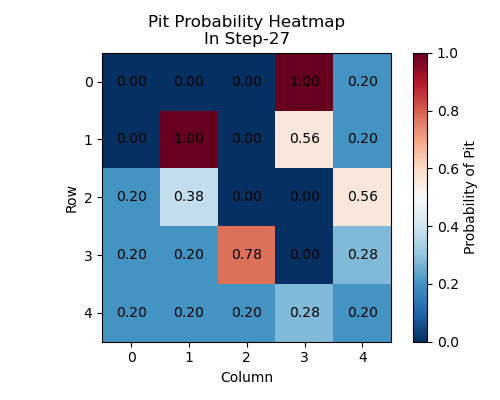 Pit Probability Heatmap
In Step-27
0 0.00 0.00 0.00 1.00 0.20
1 0.00 1.00 0.00 0.56 0.20
2 0.20 0.38 0.00 0.00 0.56
3 0.20 0.20 0.78 0.00 0.28
4 0.20 0.20 0.20 0.28 0.20
0 1 2 3 4
Column
Row
1.0
0.8
0.6
0.4
0.2
0.0
Probability of Pit